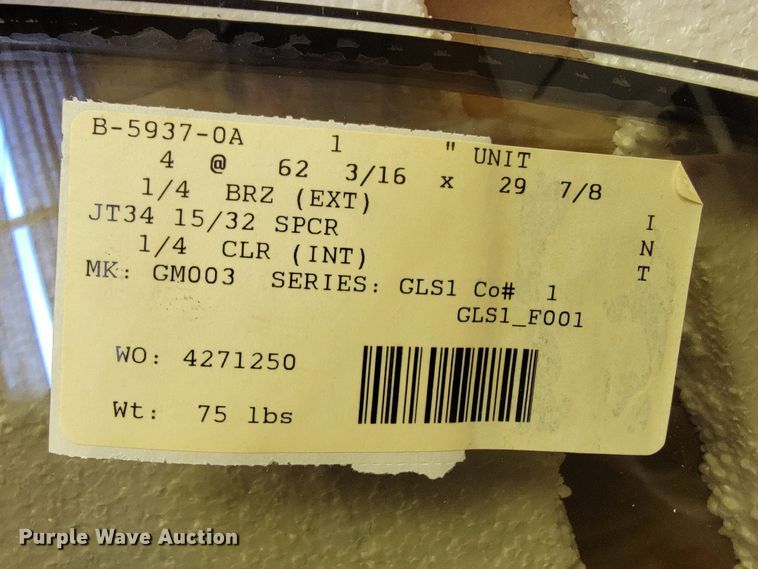 B-5937-0A 1 " UNIT
4 @ 62 3/16 x 29 7/8
1/4 BRZ (EXT)
JT34 15/32 SPCR
1/4 CLR (INT)
MK: GM003 SERIES: GLS1 Co# 1
GLS1_F001
INT
WO: 4271250
Wt: 75 lbs
Purple Wave Auction